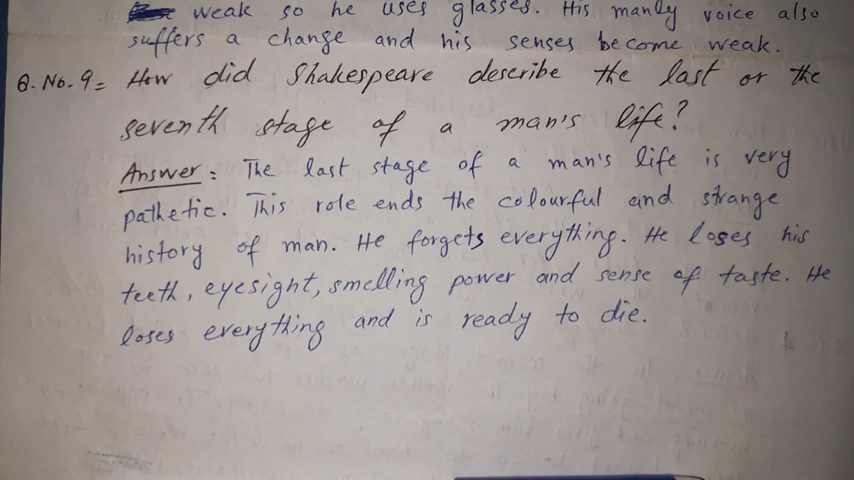 weak so he uses glasses. His manly voice also
suffers a change and his senses become weak.
Q. No. 9= How did Shakespeare describe the last or the
seventh stage of a man's life?
Answer: The last stage of a man's life is very
pathetic. This role ends the colourful and strange
history of man. He forgets everything. He loses his
teeth, eyesight, smelling power and sense of taste. He
loses everything and is ready to die.